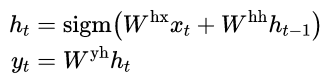 h_t = sigm(W^{hx} x_t + W^{hh} h_{t−1})
y_t = W^{yh} h_t